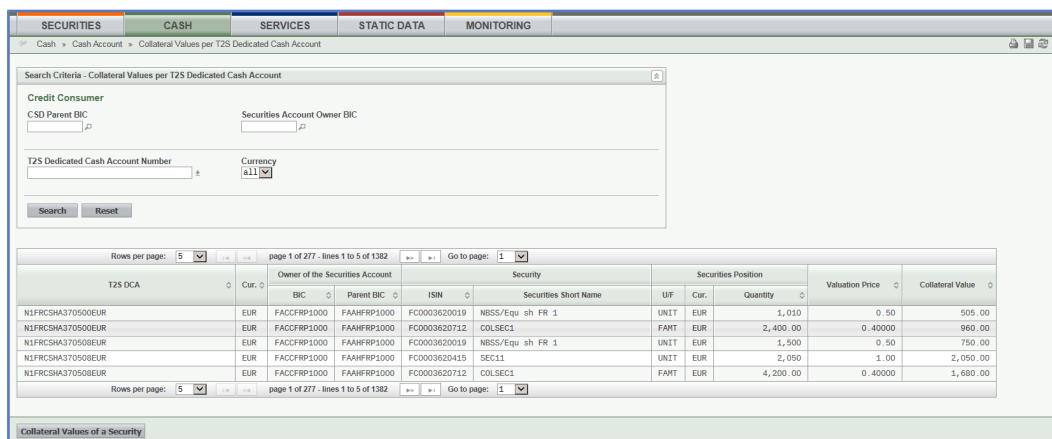 SECURITIES CASH SERVICES STATIC DATA MONITORING
Cash » Cash Account » Collateral Values per T2S Dedicated Cash Account
Search Criteria - Collateral Values per T2S Dedicated Cash Account
Credit Consumer
CSD Parent BIC Securities Account Owner BIC
T2S Dedicated Cash Account Number Currency
all
Search Reset
Rows per page: 5 page 1 of 277 - lines 1 to 5 of 1382 Go to page: 1
T2S DCA Cur. Owner of the Securities Account Security Securities Position Valuation Price Collateral Value
BIC Parent BIC ISIN Securities Short Name U/F Cur. Quantity
N1FRCSHA370500EUR EUR FACCFRP1000 FAAHFRP1000 FC0003620019 NBSS/Equ sh FR 1 UNIT EUR 1,010 0.50 505.00
N1FRCSHA370500EUR EUR FACCFRP1000 FAAHFRP1000 FC0003620712 COLSEC1 FAMT EUR 2,400.00 0.40000 960.00
N1FRCSHA370508EUR EUR FACCFRP1000 FAAHFRP1000 FC0003620019 NBSS/Equ sh FR 1 UNIT EUR 1,500 0.50 750.00
N1FRCSHA370508EUR EUR FACCFRP1000 FAAHFRP1000 FC0003620415 SEC11 UNIT EUR 2,050 1.00 2,050.00
N1FRCSHA370508EUR EUR FACCFRP1000 FAAHFRP1000 FC0003620712 COLSEC1 FAMT EUR 4,200.00 0.40000 1,680.00
Rows per page: 5 page 1 of 277 - lines 1 to 5 of 1382 Go to page: 1
Collateral Values of a Security